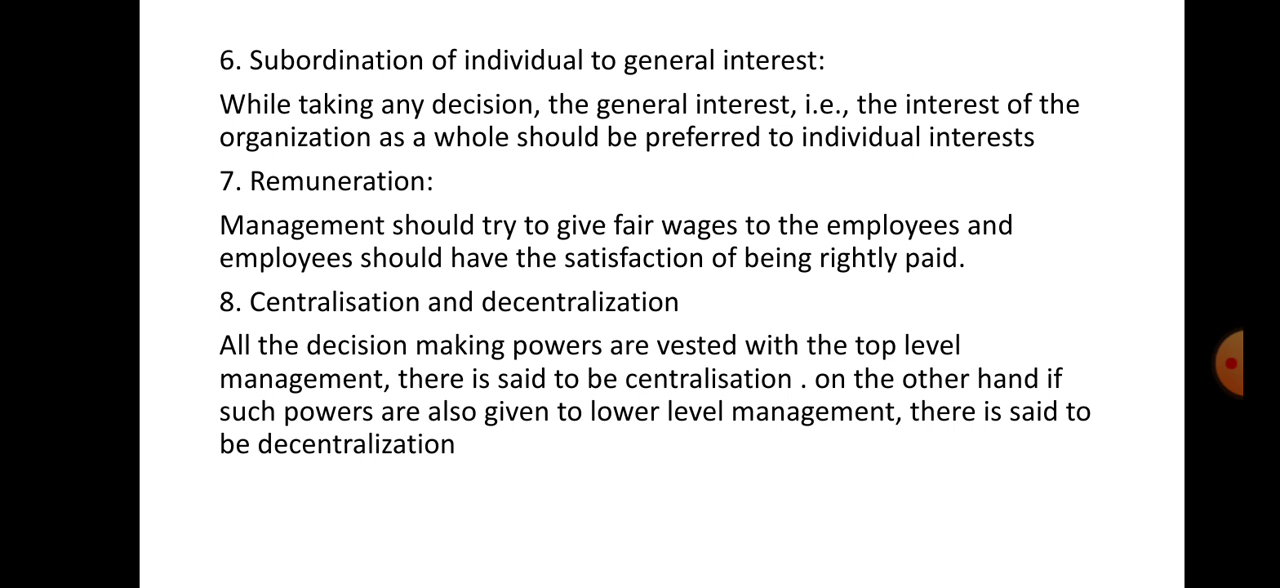 6. Subordination of individual to general interest:
While taking any decision, the general interest, i.e., the interest of the
organization as a whole should be preferred to individual interests
7. Remuneration:
Management should try to give fair wages to the employees and
employees should have the satisfaction of being rightly paid.
8. Centralisation and decentralization
All the decision making powers are vested with the top level
management, there is said to be centralisation . on the other hand if
such powers are also given to lower level management, there is said to
be decentralization